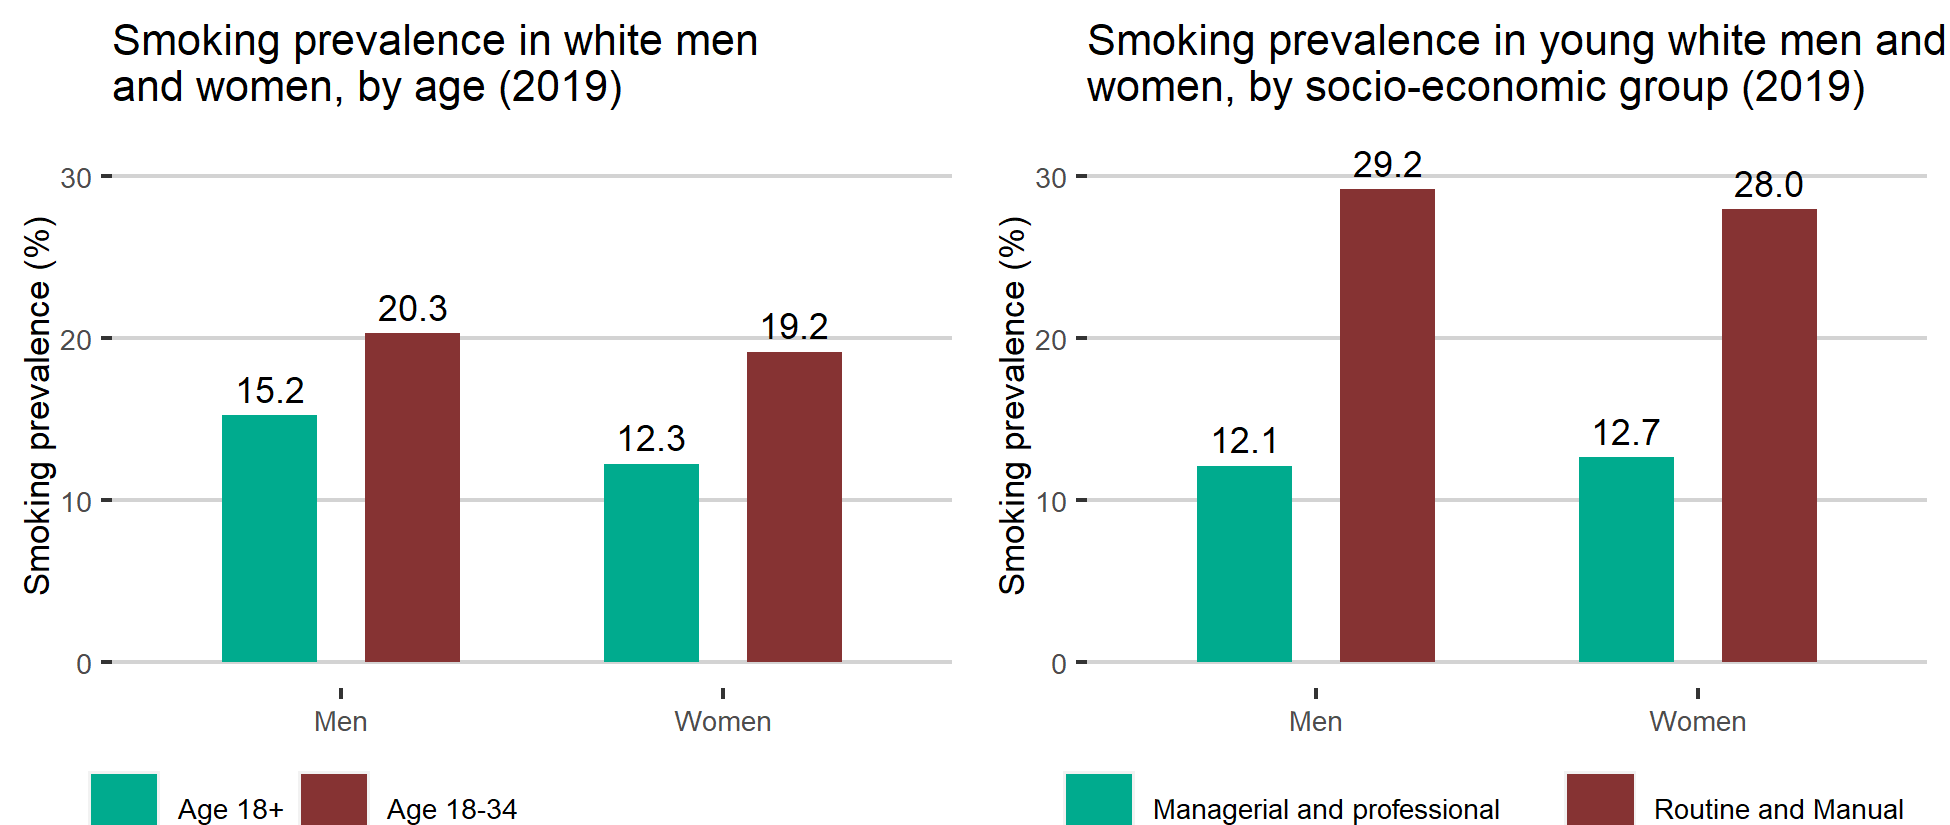 Smoking prevalence in white men
and women, by age (2019)
Smoking prevalence (%)
30
20
10
0
15.2
20.3
12.3
19.2
Men
Women
Age 18+
Age 18-34
Smoking prevalence in young white men and
women, by socio-economic group (2019)
Smoking prevalence (%)
30
20
10
0
12.1
29.2
12.7
28.0
Men
Women
Managerial and professional
Routine and Manual